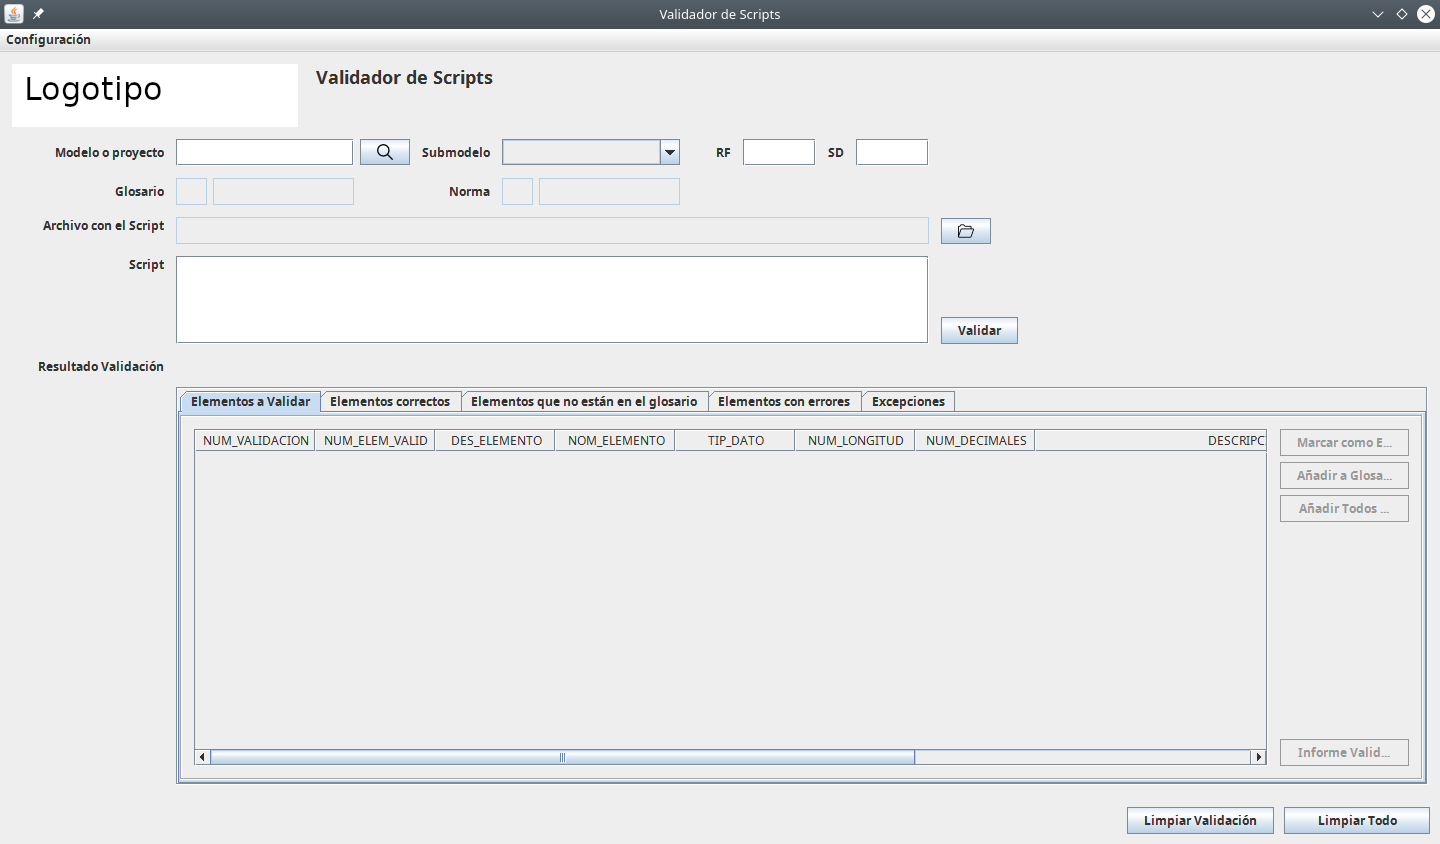 Validador de Scripts
Configuración
Logotipo
Validador de Scripts
Modelo o proyecto
Submodelo
RF
SD
Glosario
Norma
Archivo con el Script
Script
Validar
Resultado Validación
Elementos a Validar
Elementos correctos
Elementos que no están en el glosario
Elementos con errores
Excepciones
NUM_VALIDACION
NUM_ELEM_VALID
DES_ELEMENTO
NOM_ELEMENTO
TIP_DATO
NUM_LONGITUD
NUM_DECIMALES
DESCRIPC
Marcar como E...
Añadir a Glosa...
Añadir Todos ...
Informe Valid...
Limpiar Validación
Limpiar Todo